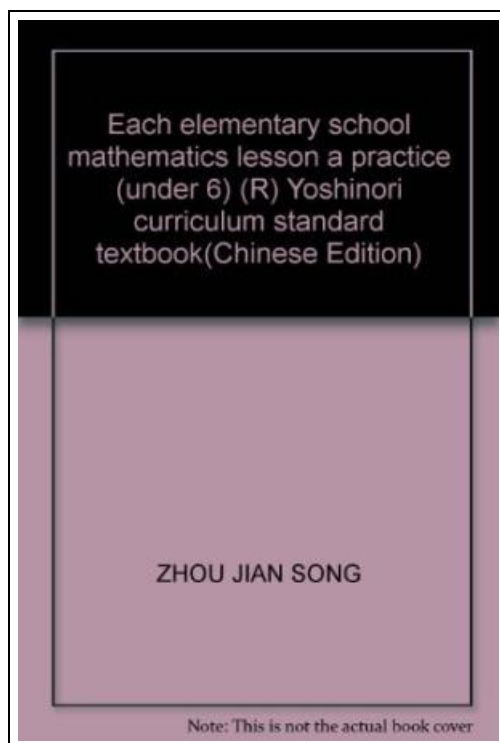 Each elementary school
mathematics lesson a practice
(under 6) (R) Yoshinori
curriculum standard
textbook(Chinese Edition)
ZHOU JIAN SONG
Note: This is not the actual book cover